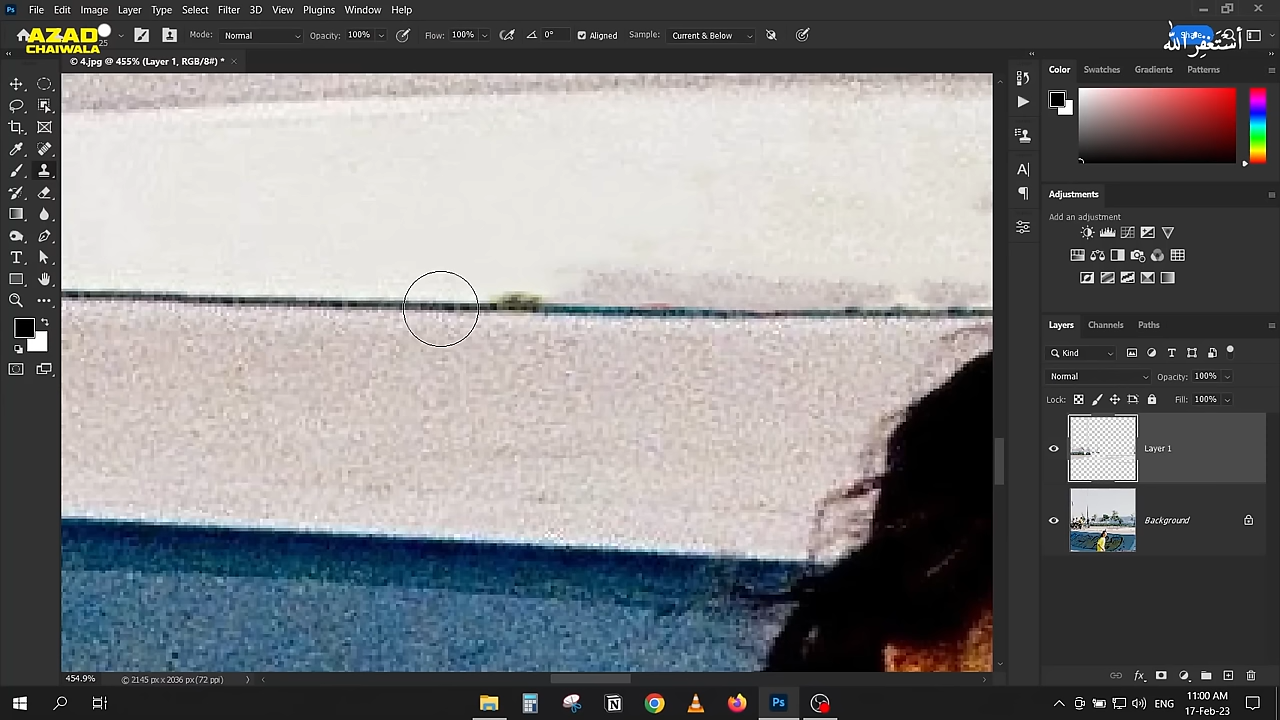 Ps File Edit Image Layer Type Select Filter 3D View Plugins Window Help
AZAD
CHAIWALA
25 Mode: Normal Opacity: 100% Flow: 100% 0° Aligned Sample: Current & Below
أستغفر الله
© 4.jpg @ 455% (Layer 1, RGB/8#) * ×
Color Swatches Gradients Patterns
Adjustments
Add an adjustment
Layers Channels Paths
Kind
Normal Opacity: 100%
Lock: Fill: 100%
Layer 1
Background
454.9% © 2145 px x 2036 px (72 ppi)
ENG
11:00 AM
17-Feb-23